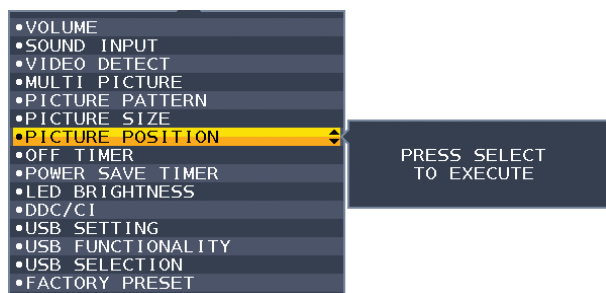 •VOLUME
•SOUND INPUT
•VIDEO DETECT
•MULTI PICTURE
•PICTURE PATTERN
•PICTURE SIZE
•PICTURE POSITION
•OFF TIMER
•POWER SAVE TIMER
•LED BRIGHTNESS
•DDC/CI
•USB SETTING
•USB FUNCTIONALITY
•USB SELECTION
•FACTORY PRESET
PRESS SELECT
TO EXECUTE